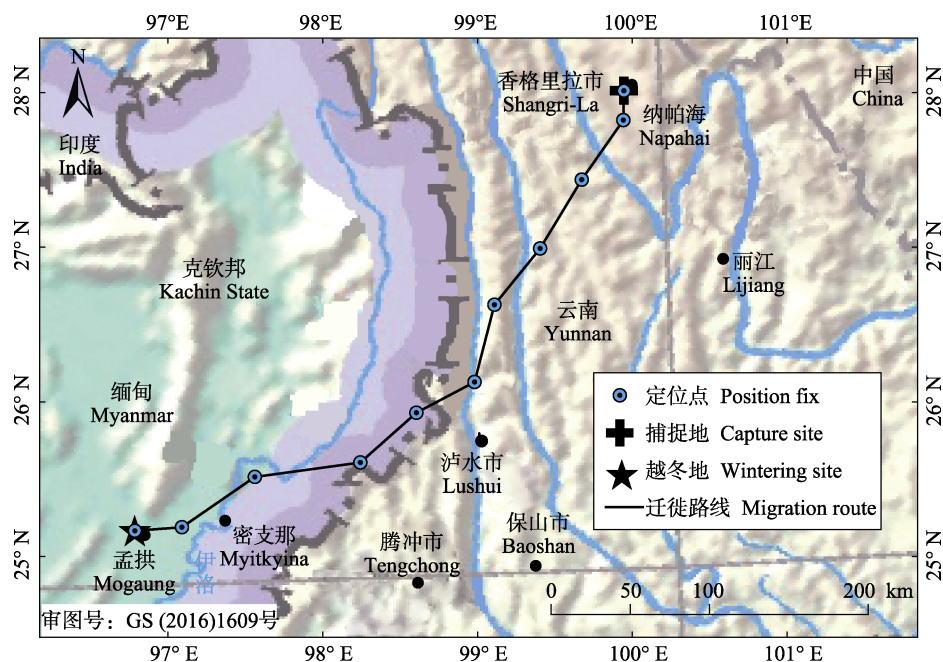 97° E 98° E 99° E 100° E 101° E
N
28° N
27° N
26° N
25° N
28° N
27° N
26° N
25° N
印度
India
香格里拉市
Shangri-La
纳帕海
Napahai
中国
China
克钦邦
Kachin State
丽江
Lijiang
云南
Yunnan
缅甸
Myanmar
泸水市
Lushui
定位点 Position fix
捕捉地 Capture site
越冬地 Wintering site
迁徙路线 Migration route
密支那
Myitkyina
孟拱
Mogaung
伊
洛
腾冲市
Tengchong
保山市
Baoshan
0 50 100 200 km
审图号：GS (2016)1609号
97° E 98° E 99° E 100° E 101° E